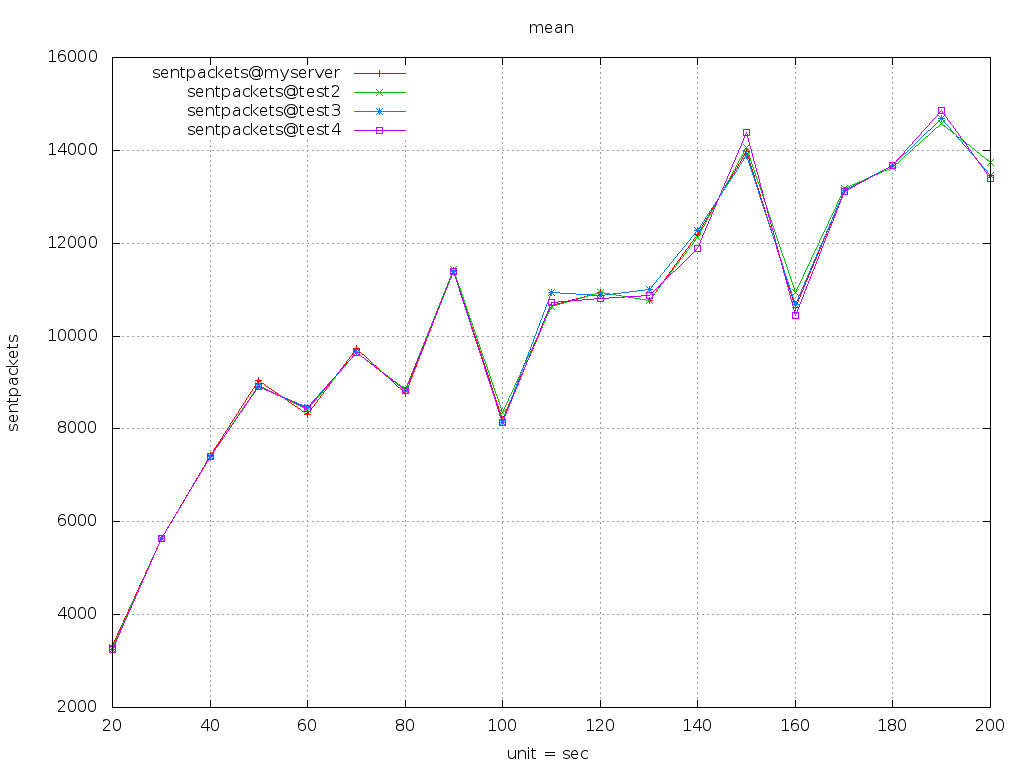 mean
16000
14000
12000
10000
8000
6000
4000
2000
sentpackets
sentpackets@myserver
sentpackets@test2
sentpackets@test3
sentpackets@test4
20 40 60 80 100 120 140 160 180 200
unit = sec